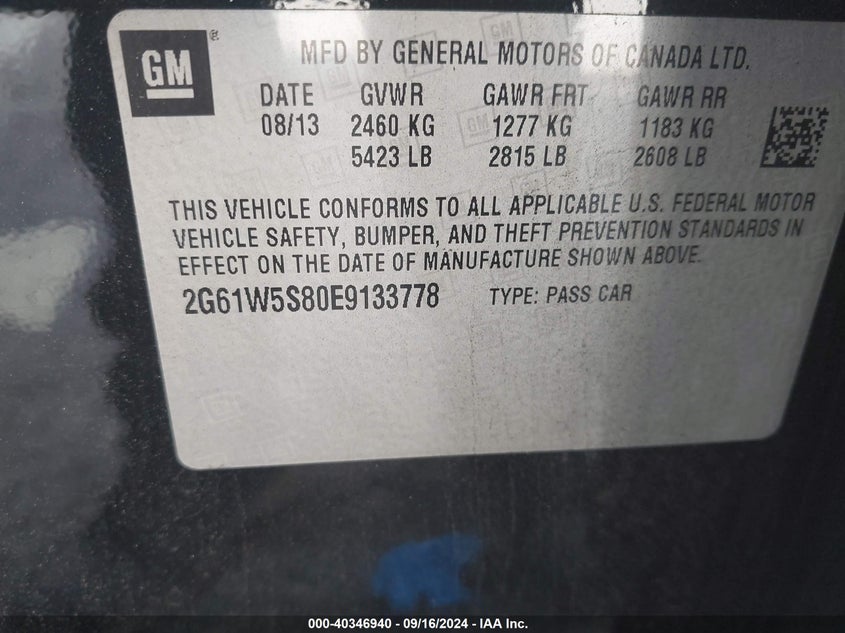 GM®
MFD BY GENERAL MOTORS OF CANADA LTD.
DATE GVWR GAWR FRT GAWR RR
08/13 2460 KG 1277 KG 1183 KG
5423 LB 2815 LB 2608 LB
THIS VEHICLE CONFORMS TO ALL APPLICABLE U.S. FEDERAL MOTOR
VEHICLE SAFETY, BUMPER, AND THEFT PREVENTION STANDARDS IN
EFFECT ON THE DATE OF MANUFACTURE SHOWN ABOVE.
2G61W5S80E9133778 TYPE: PASS CAR
000-40346940 - 09/16/2024 - IAA Inc.